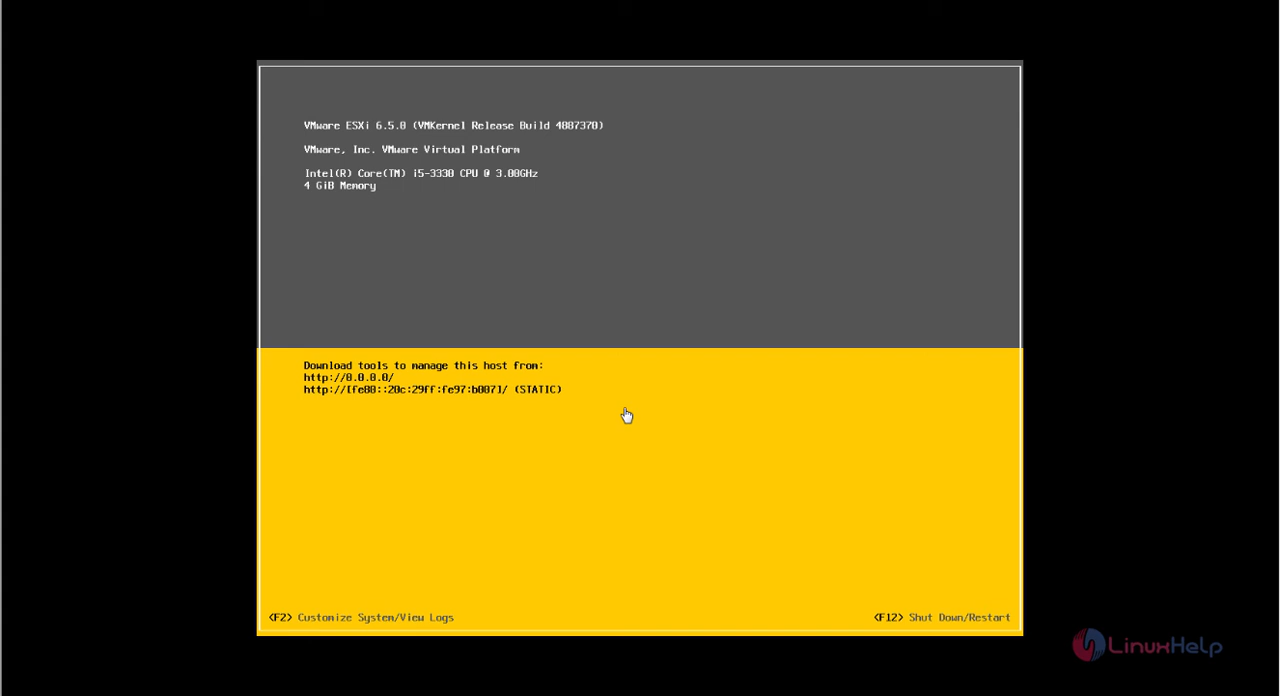 VMware ESXi 6.5.0 (VMKernel Release Build 4887370)
VMware, Inc. VMware Virtual Platform
Intel(R) Core(TM) i5-3330 CPU @ 3.00GHz
4 GiB Memory
Download tools to manage this host from:
http://0.0.0.0/
http://[fe80::20c:29ff:fe97:b007]/ (STATIC)
<F2> Customize System/View Logs
<F12> Shut Down/Restart
LinuxHelp